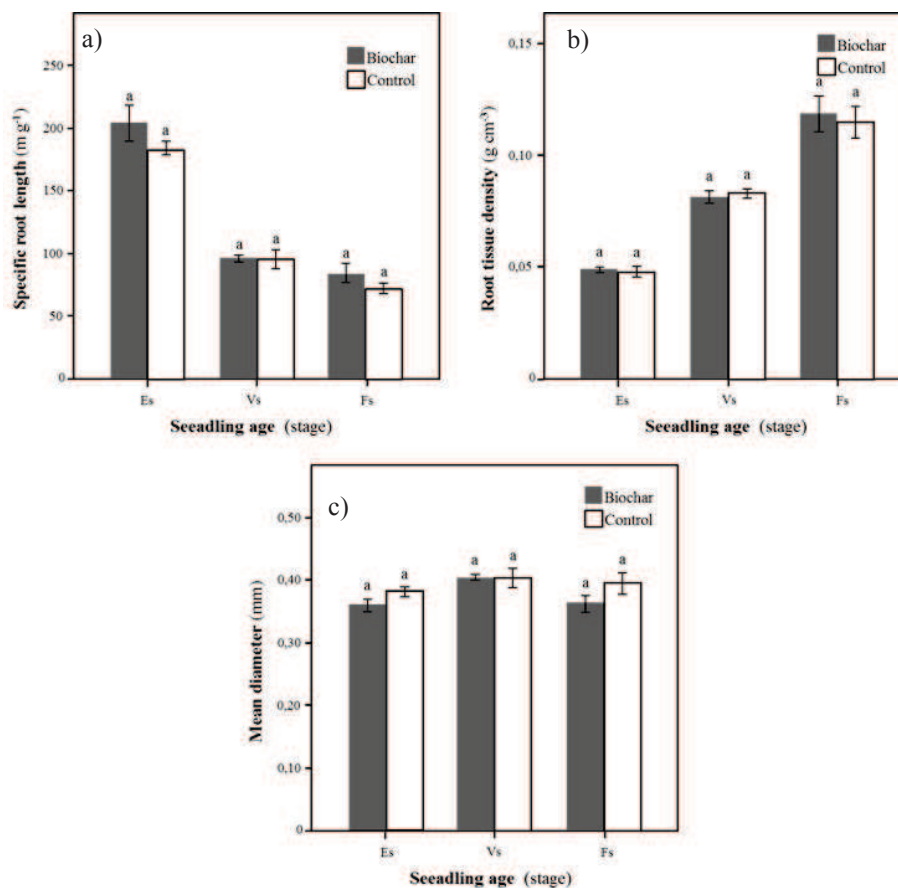 a)
Biochar
Control
Specific root length (m g⁻¹)
250
200
150
100
50
0
a a
a a
a a
Es Vs Fs
Seeadling age (stage)
b)
Biochar
Control
Root tissue density (g cm⁻³)
0,15
0,10
0,05
0
a a
a a
a a
Es Vs Fs
Seeadling age (stage)
c)
Biochar
Control
Mean diameter (mm)
0,50
0,40
0,30
0,20
0,10
0
a a
a a
a a
Es Vs Fs
Seeadling age (stage)